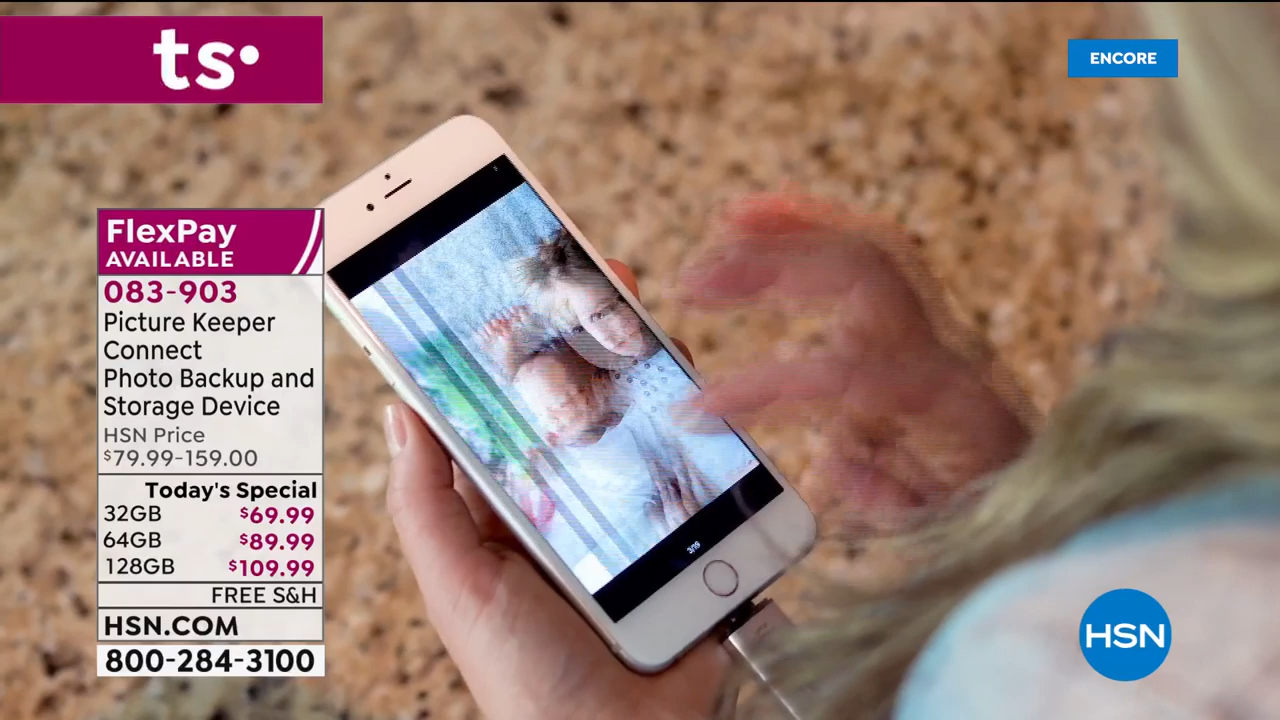 ts.
ENCORE
FlexPay
AVAILABLE
083-903
Picture Keeper
Connect
Photo Backup and
Storage Device
HSN Price
$79.99-159.00
Today's Special
32GB $69.99
64GB $89.99
128GB $109.99
FREE S&H
HSN.COM
800-284-3100
3/19
HSN